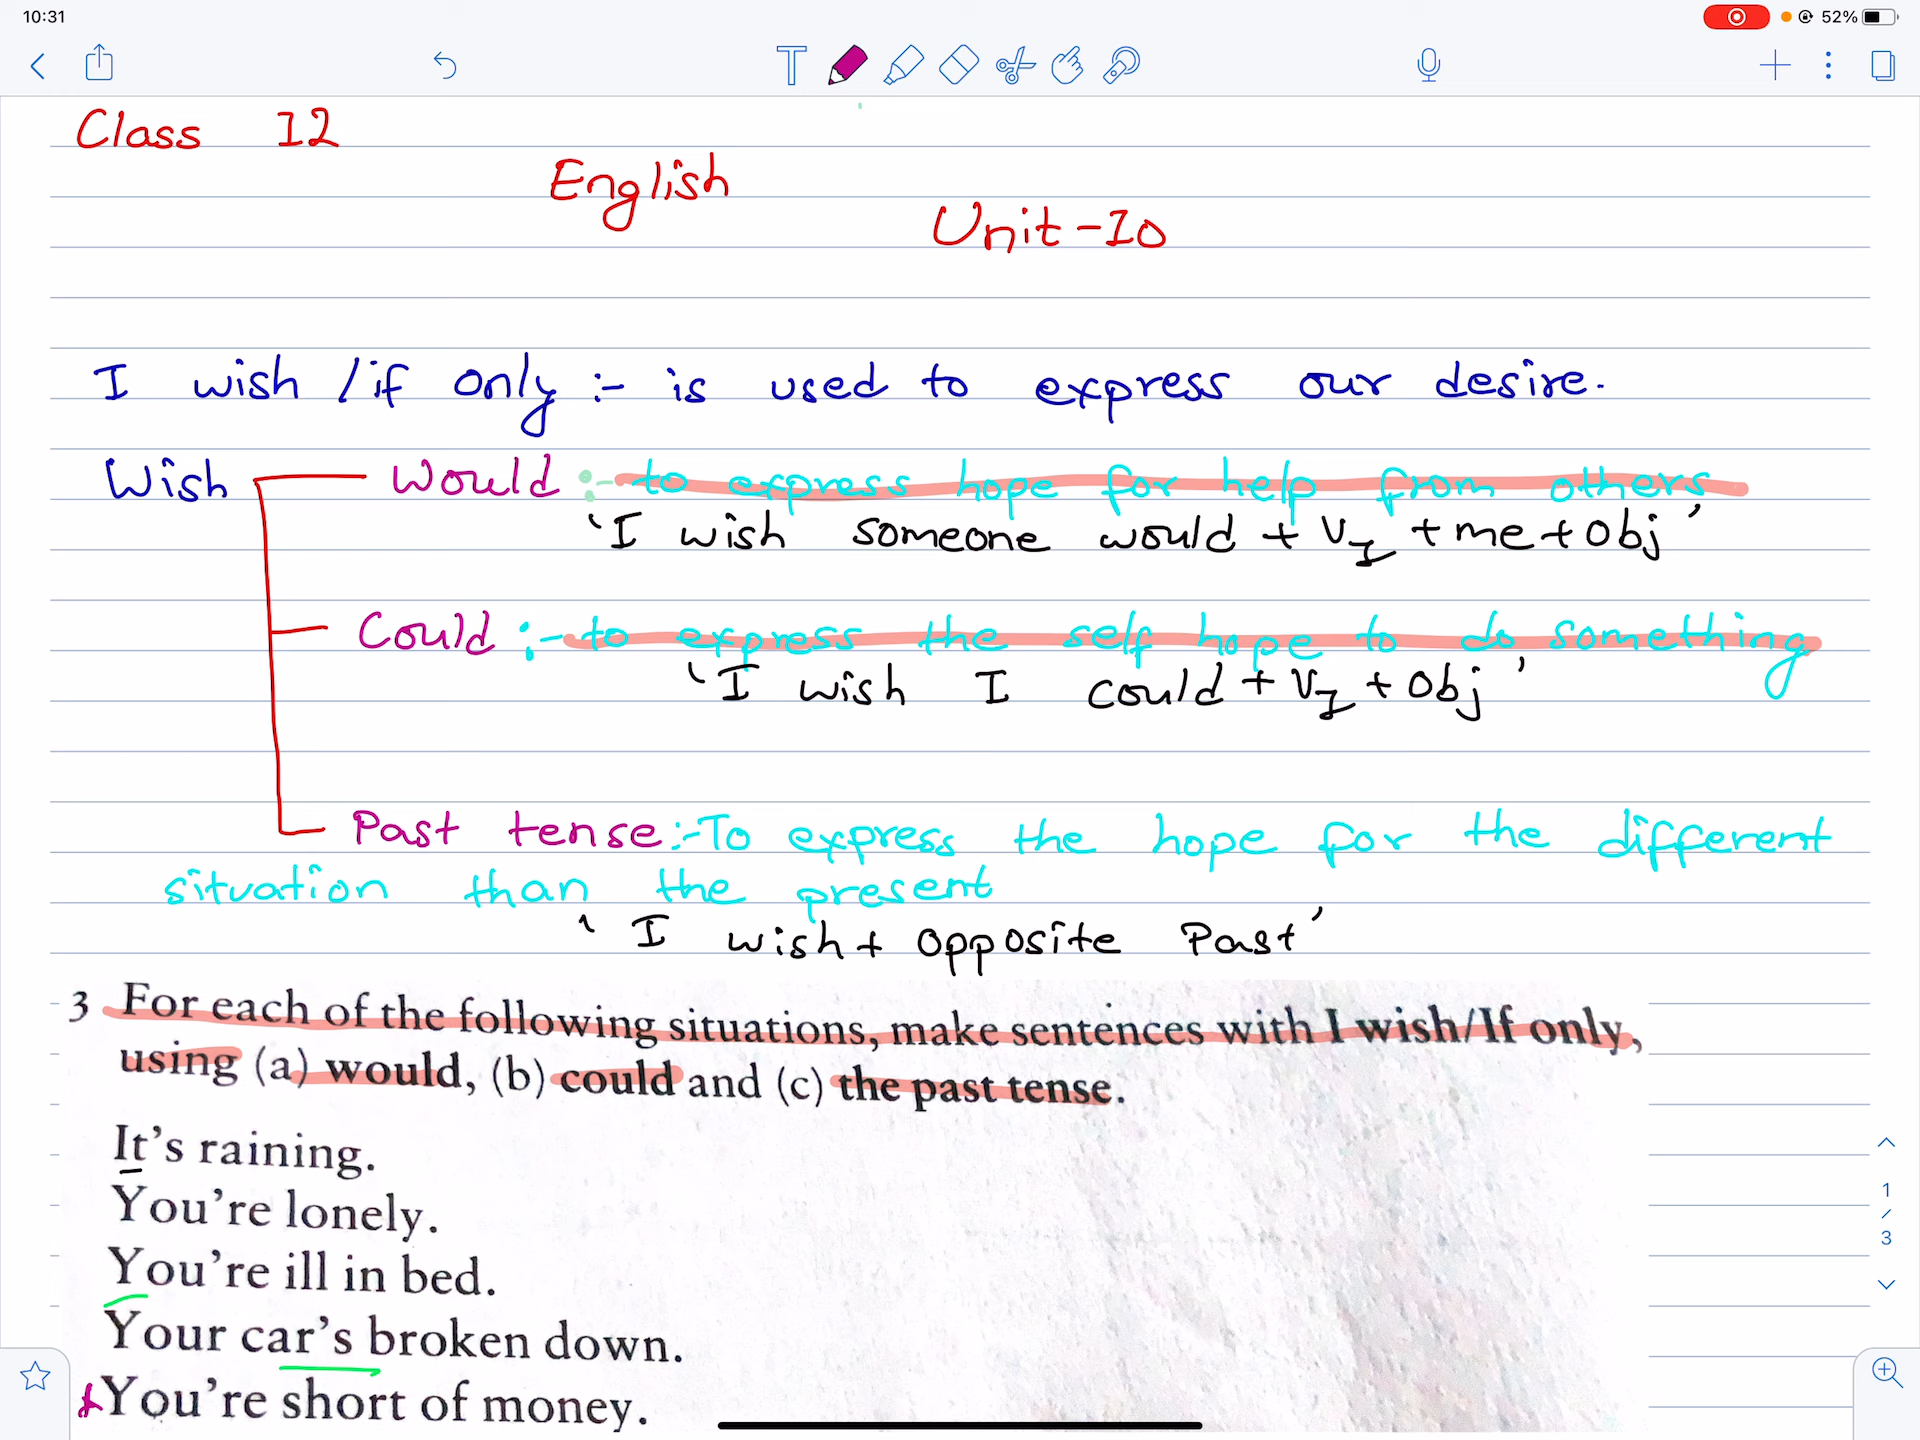 10:31
52%
Class 12
English
Unit-10
I wish /if only :- is used to express our desire.
Wish
Would :- to express hope for help from others
'I wish someone would + V1 + me + Obj'
Could :- to express the self hope to do something
'I wish I could + V1 + Obj'
Past tense :- To express the hope for the different
situation than the present
'I wish + opposite Past'
3 For each of the following situations, make sentences with I wish/If only,
using (a) would, (b) could and (c) the past tense.
It's raining.
You're lonely.
You're ill in bed.
Your car's broken down.
You're short of money.
1
/
3